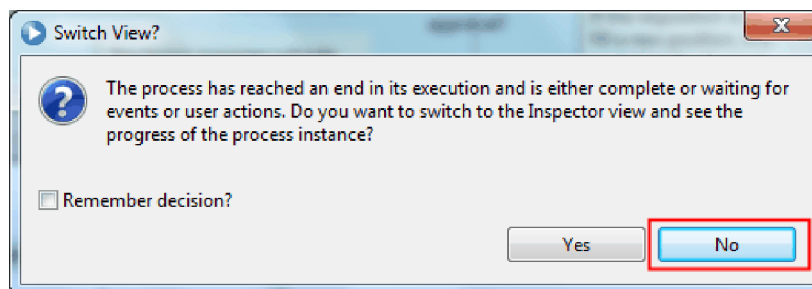 Switch View?
The process has reached an end in its execution and is either complete or waiting for
events or user actions. Do you want to switch to the Inspector view and see the
progress of the process instance?
Remember decision?
Yes No